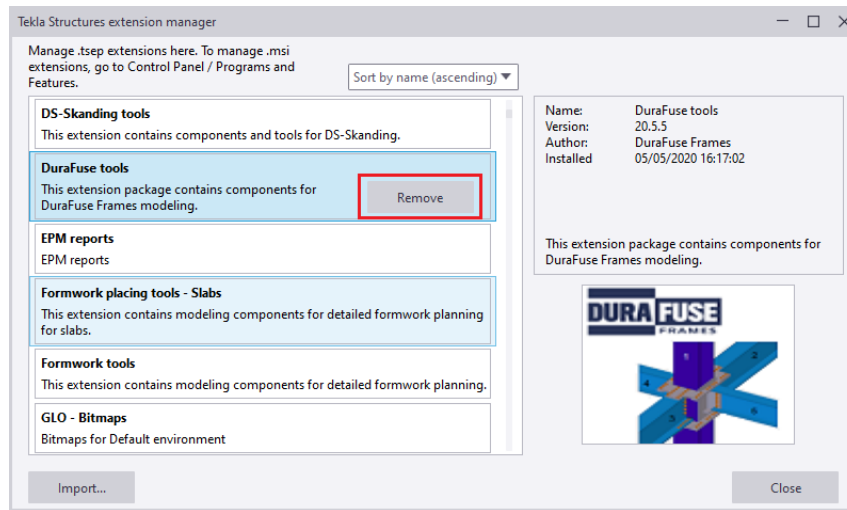 Tekla Structures extension manager
Manage .tsep extensions here. To manage .msi
extensions, go to Control Panel / Programs and
Features.
Sort by name (ascending)
DS-Skanding tools
This extension contains components and tools for DS-Skanding.
DuraFuse tools
This extension package contains components for
DuraFuse Frames modeling.
Remove
EPM reports
EPM reports
Formwork placing tools - Slabs
This extension contains modeling components for detailed formwork planning
for slabs.
Formwork tools
This extension contains modeling components for detailed formwork planning.
GLO - Bitmaps
Bitmaps for Default environment
Name: DuraFuse tools
Version: 20.5.5
Author: DuraFuse Frames
Installed 05/05/2020 16:17:02
This extension package contains components for
DuraFuse Frames modeling.
DURA FUSE
FRAMES
1
2
4
5
6
Import...
Close